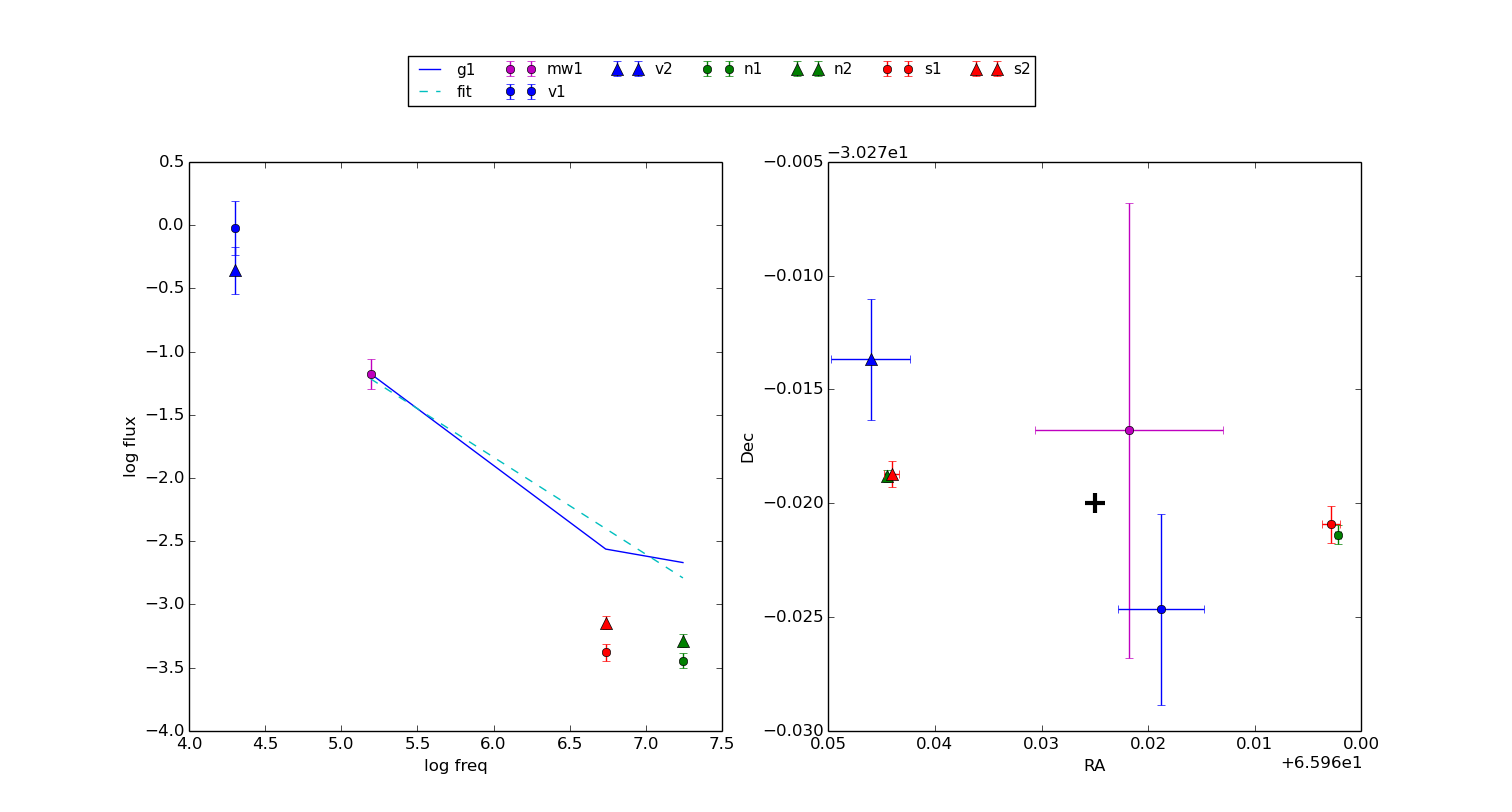 g1 mw1 v2 n1 n2 s1 s2
fit v1
0.5
0.0
−0.5
−1.0
−1.5
−2.0
−2.5
−3.0
−3.5
−4.0
log flux
4.0 4.5 5.0 5.5 6.0 6.5 7.0 7.5
log freq
−3.027e1
−0.005
−0.010
−0.015
−0.020
−0.025
−0.030
Dec
0.05 0.04 0.03 0.02 0.01 0.00
RA
+6.596e1